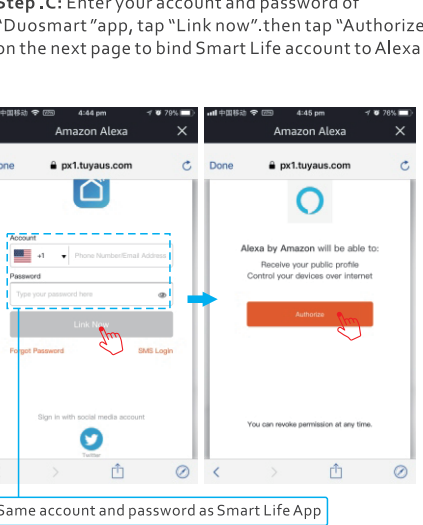 Step .C: Enter your account and password of
"Duosmart"app, tap "Link now".then tap "Authorize
on the next page to bind Smart Life account to Alexa
中国移动 4:44 pm 79%
Amazon Alexa
one px1.tuyaus.com
Account
+1 Phone Number/Email Address
Password
Type your password here
Link Now
Forgot Password SMS Login
Sign in with social media account
Twitter
中国移动 4:45 pm 76%
Amazon Alexa
Done px1.tuyaus.com
Alexa by Amazon will be able to:
Receive your public profile
Control your devices over internet
Authorize
You can revoke permission at any time.
Same account and password as Smart Life App